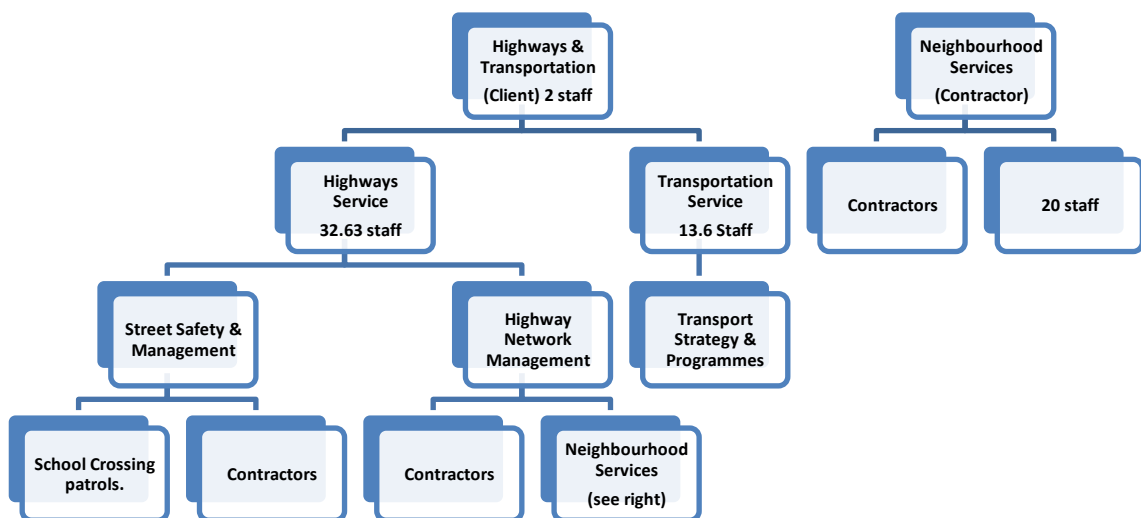 Highways &
Transportation
(Client) 2 staff
Neighbourhood
Services
(Contractor)
Highways
Service
32.63 staff
Transportation
Service
13.6 Staff
Contractors
20 staff
Street Safety &
Management
Highway
Network
Management
Transport
Strategy &
Programmes
School Crossing
patrols.
Contractors
Contractors
Neighbourhood
Services
(see right)